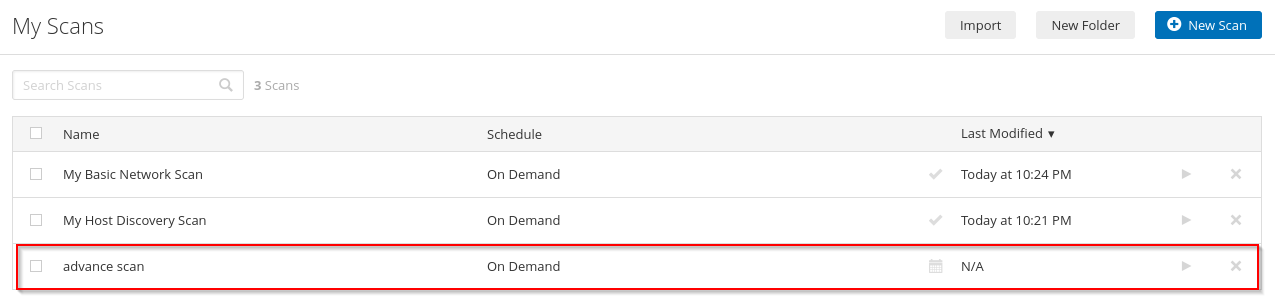 My Scans
Import
New Folder
New Scan
Search Scans
3 Scans
Name Schedule Last Modified ▼
My Basic Network Scan On Demand Today at 10:24 PM
My Host Discovery Scan On Demand Today at 10:21 PM
advance scan On Demand N/A